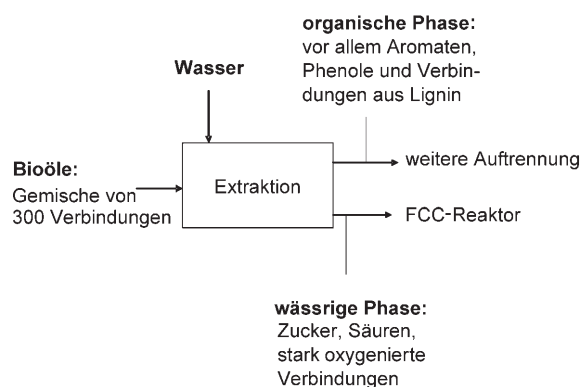 organische Phase:
vor allem Aromaten,
Phenole und Verbin-
dungen aus Lignin
Wasser
Bioöle:
Gemische von
300 Verbindungen
Extraktion
weitere Auftrennung
FCC-Reaktor
wässrige Phase:
Zucker, Säuren,
stark oxygenierte
Verbindungen